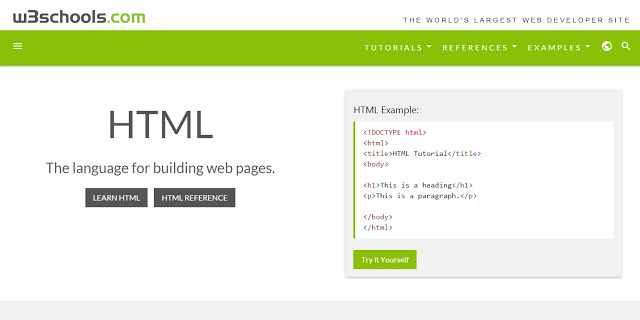 w3schools.com
THE WORLD'S LARGEST WEB DEVELOPER SITE
TUTORIALS REFERENCES EXAMPLES
HTML
The language for building web pages.
LEARN HTML HTML REFERENCE
HTML Example:
<!DOCTYPE html>
<html>
<title>HTML Tutorial</title>
<body>
<h1>This is a heading</h1>
<p>This is a paragraph.</p>
</body>
</html>
Try it Yourself